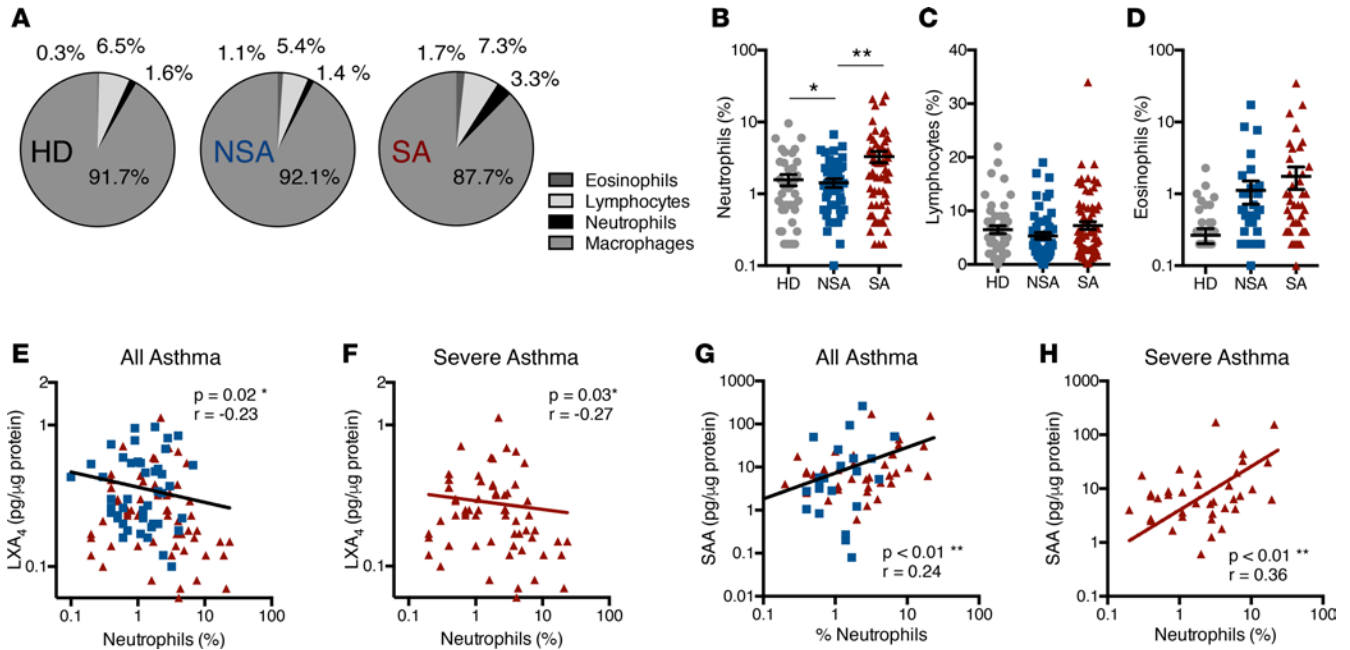 A
0.3% 6.5% 1.6%
HD
91.7%
1.1% 5.4% 1.4 %
NSA
92.1%
1.7% 7.3% 3.3%
SA
87.7%
Eosinophils
Lymphocytes
Neutrophils
Macrophages
B
Neutrophils (%)
100
10
1
0.1
* **
HD NSA SA
C
Lymphocytes (%)
40
30
20
10
0
HD NSA SA
D
Eosinophils (%)
100
10
1
0.1
HD NSA SA
E All Asthma
LXA4 (pg/µg protein)
2
1
0.1
p = 0.02 *
r = -0.23
0.1 1 10 100
Neutrophils (%)
F Severe Asthma
LXA4 (pg/µg protein)
2
1
0.1
p = 0.03*
r = -0.27
0.1 1 10 100
Neutrophils (%)
G All Asthma
SAA (pg/µg protein)
1000
100
10
1
0.1
0.01
p < 0.01 **
r = 0.24
0.1 1 10 100
% Neutrophils
H Severe Asthma
SAA (pg/µg protein)
1000
100
10
1
0.1
p < 0.01 **
r = 0.36
0.1 1 10 100
Neutrophils (%)